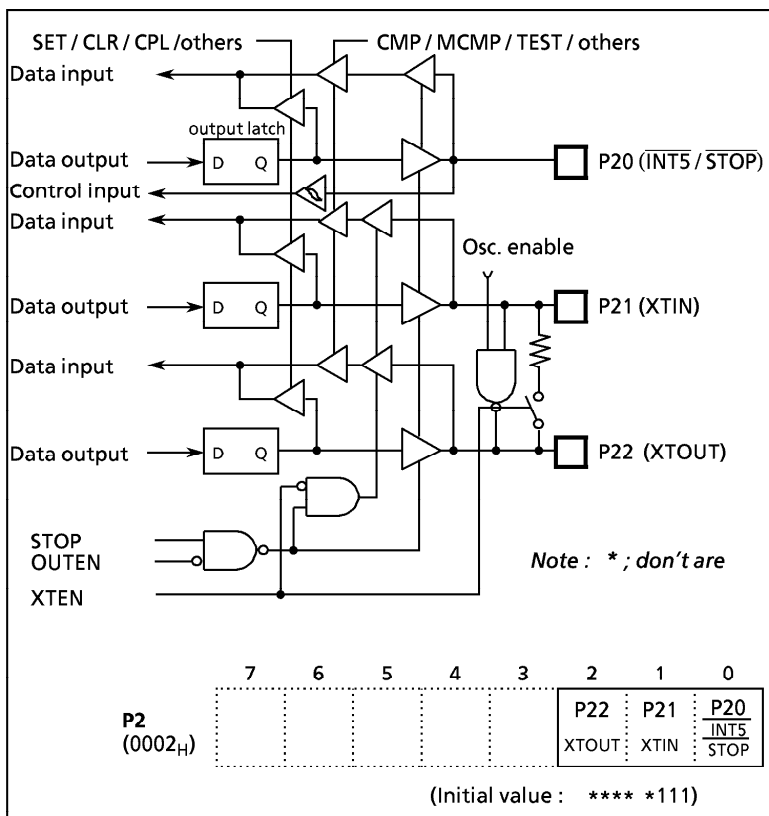 SET / CLR / CPL /others
CMP / MCMP / TEST / others
Data input
output latch
Data output
D Q
P20 (INT5 / STOP)
Control input
Data input
Osc. enable
Data output
D Q
P21 (XTIN)
Data input
Data output
D Q
P22 (XTOUT)
STOP
OUTEN
XTEN
Note : * ; don't are
7 6 5 4 3 2 1 0
P2
(0002H)
P22
XTOUT
P21
XTIN
P20
INT5
STOP
(Initial value : **** *111)